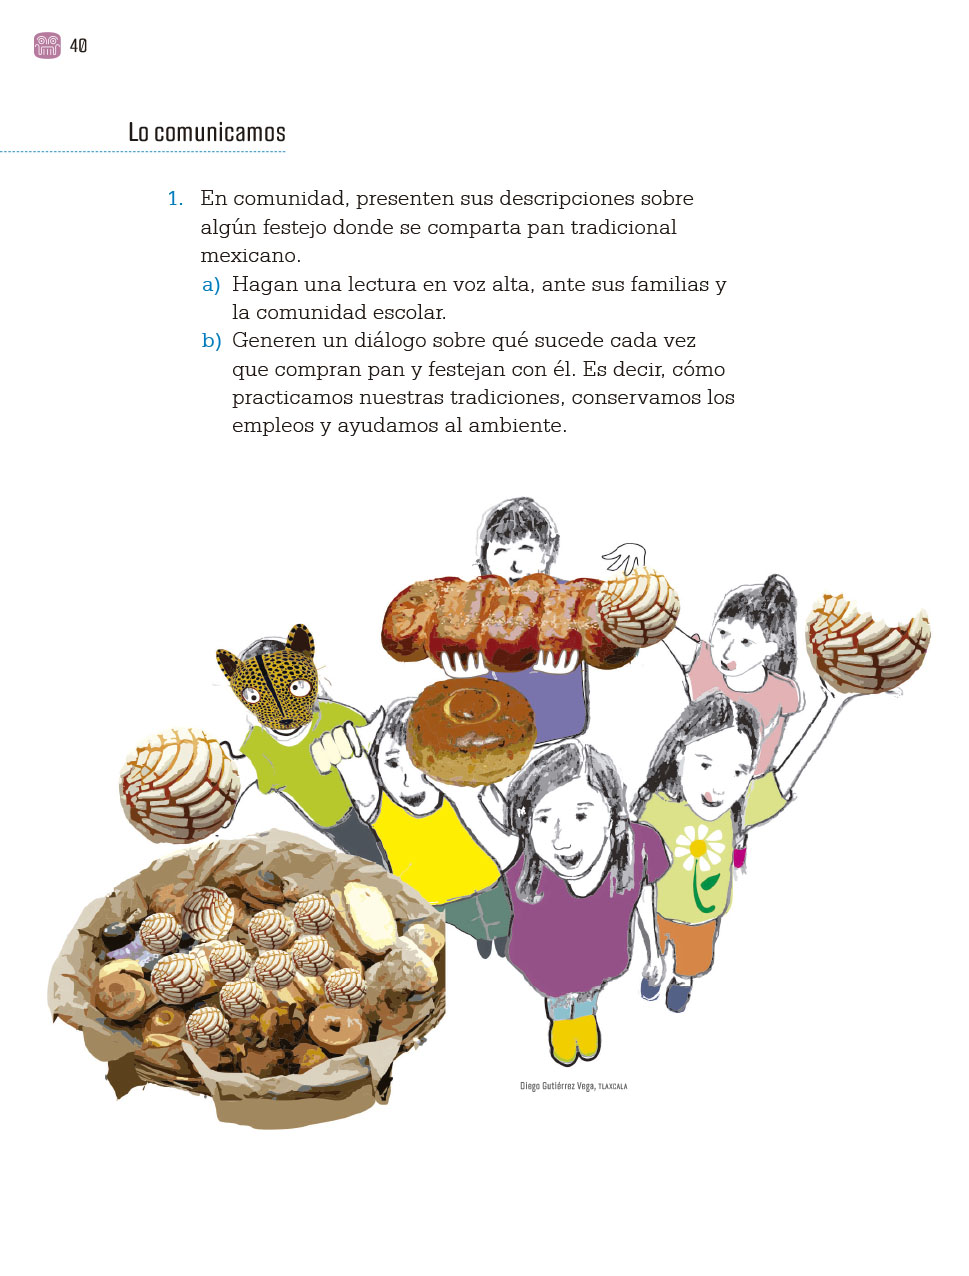 40
Lo comunicamos
1. En comunidad, presenten sus descripciones sobre
algún festejo donde se comparta pan tradicional
mexicano.
a) Hagan una lectura en voz alta, ante sus familias y
la comunidad escolar.
b) Generen un diálogo sobre qué sucede cada vez
que compran pan y festejan con él. Es decir, cómo
practicamos nuestras tradiciones, conservamos los
empleos y ayudamos al ambiente.
Diego Gutiérrez Vega, TLAXCALA